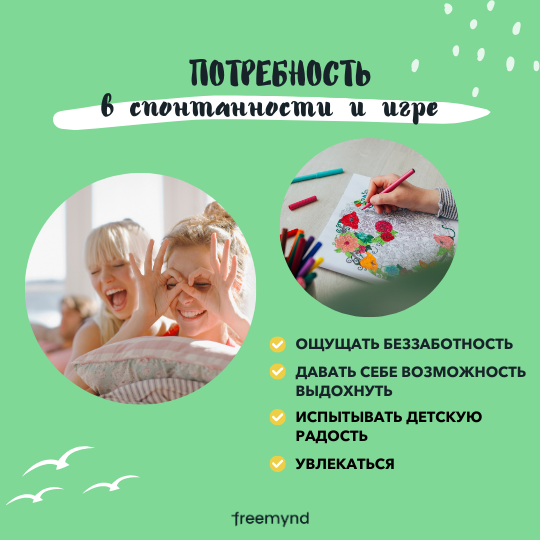 ПОТРЕБНОСТЬ
в спонтанности и игре
ОЩУЩАТЬ БЕЗЗАБОТНОСТЬ
ДАВАТЬ СЕБЕ ВОЗМОЖНОСТЬ
ВЫДОХНУТЬ
ИСПЫТЫВАТЬ ДЕТСКУЮ
РАДОСТЬ
УВЛЕКАТЬСЯ
freemynd